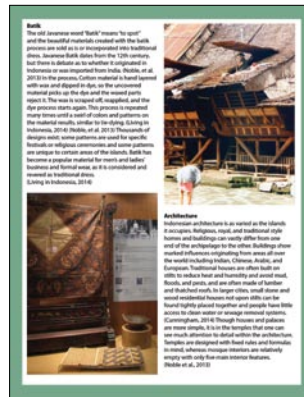 Batik
The old Javanese word "Batik" means "to spot"
and the beautiful materials created with the batik
process are sold as is or incorporated into traditional
dress. Javanese Batik dates from the 12th century,
but there is debate as to whether it originated in
Indonesia or was imported from India. (Noble, et al.
2013) In the process, Cotton material is hand layered
with wax and dipped in dye, so the uncovered
material picks up the dye and the waxed parts
reject it. The wax is scraped off, reapplied, and the
dye process starts again. This process is repeated
many times until a swirl of colors and patterns on
the material results, similar to tie-dying. (Living in
Indonesia, 2014) (Noble, et al. 2013) Thousands of
designs exist; some patterns are used for specific
festivals or religious ceremonies and some patterns
are unique to certain areas of the islands. Batik has
become a popular material for men's and ladies'
business and formal wear, as it is considered and
revered as traditional dress.
(Living in Indonesia, 2014)
Architecture
Indonesian architecture is as varied as the islands
it occupies. Religious, royal, and traditional style
homes and buildings can vastly differ from one
end of the archipelago to the other. Buildings show
marked influences originating from areas all over
the world including Indian, Chinese, Arabic, and
European. Traditional houses are often built on
stilts to reduce heat and humidity and avoid mud,
floods, and pests, and are often made of lumber
and thatched roofs. In larger cities, small stone and
wood residential houses not upon stilts can be
found tightly placed together and people have little
access to clean water or sewage removal systems.
(Cunningham, 2014) Though houses and palaces
are more simple, it is in the temples that one can
see much attention to detail within the architecture.
Temples are designed with fixed rules and formulas
in mind; whereas mosque interiors are relatively
empty with only five main interior features.
(Noble et al., 2013)